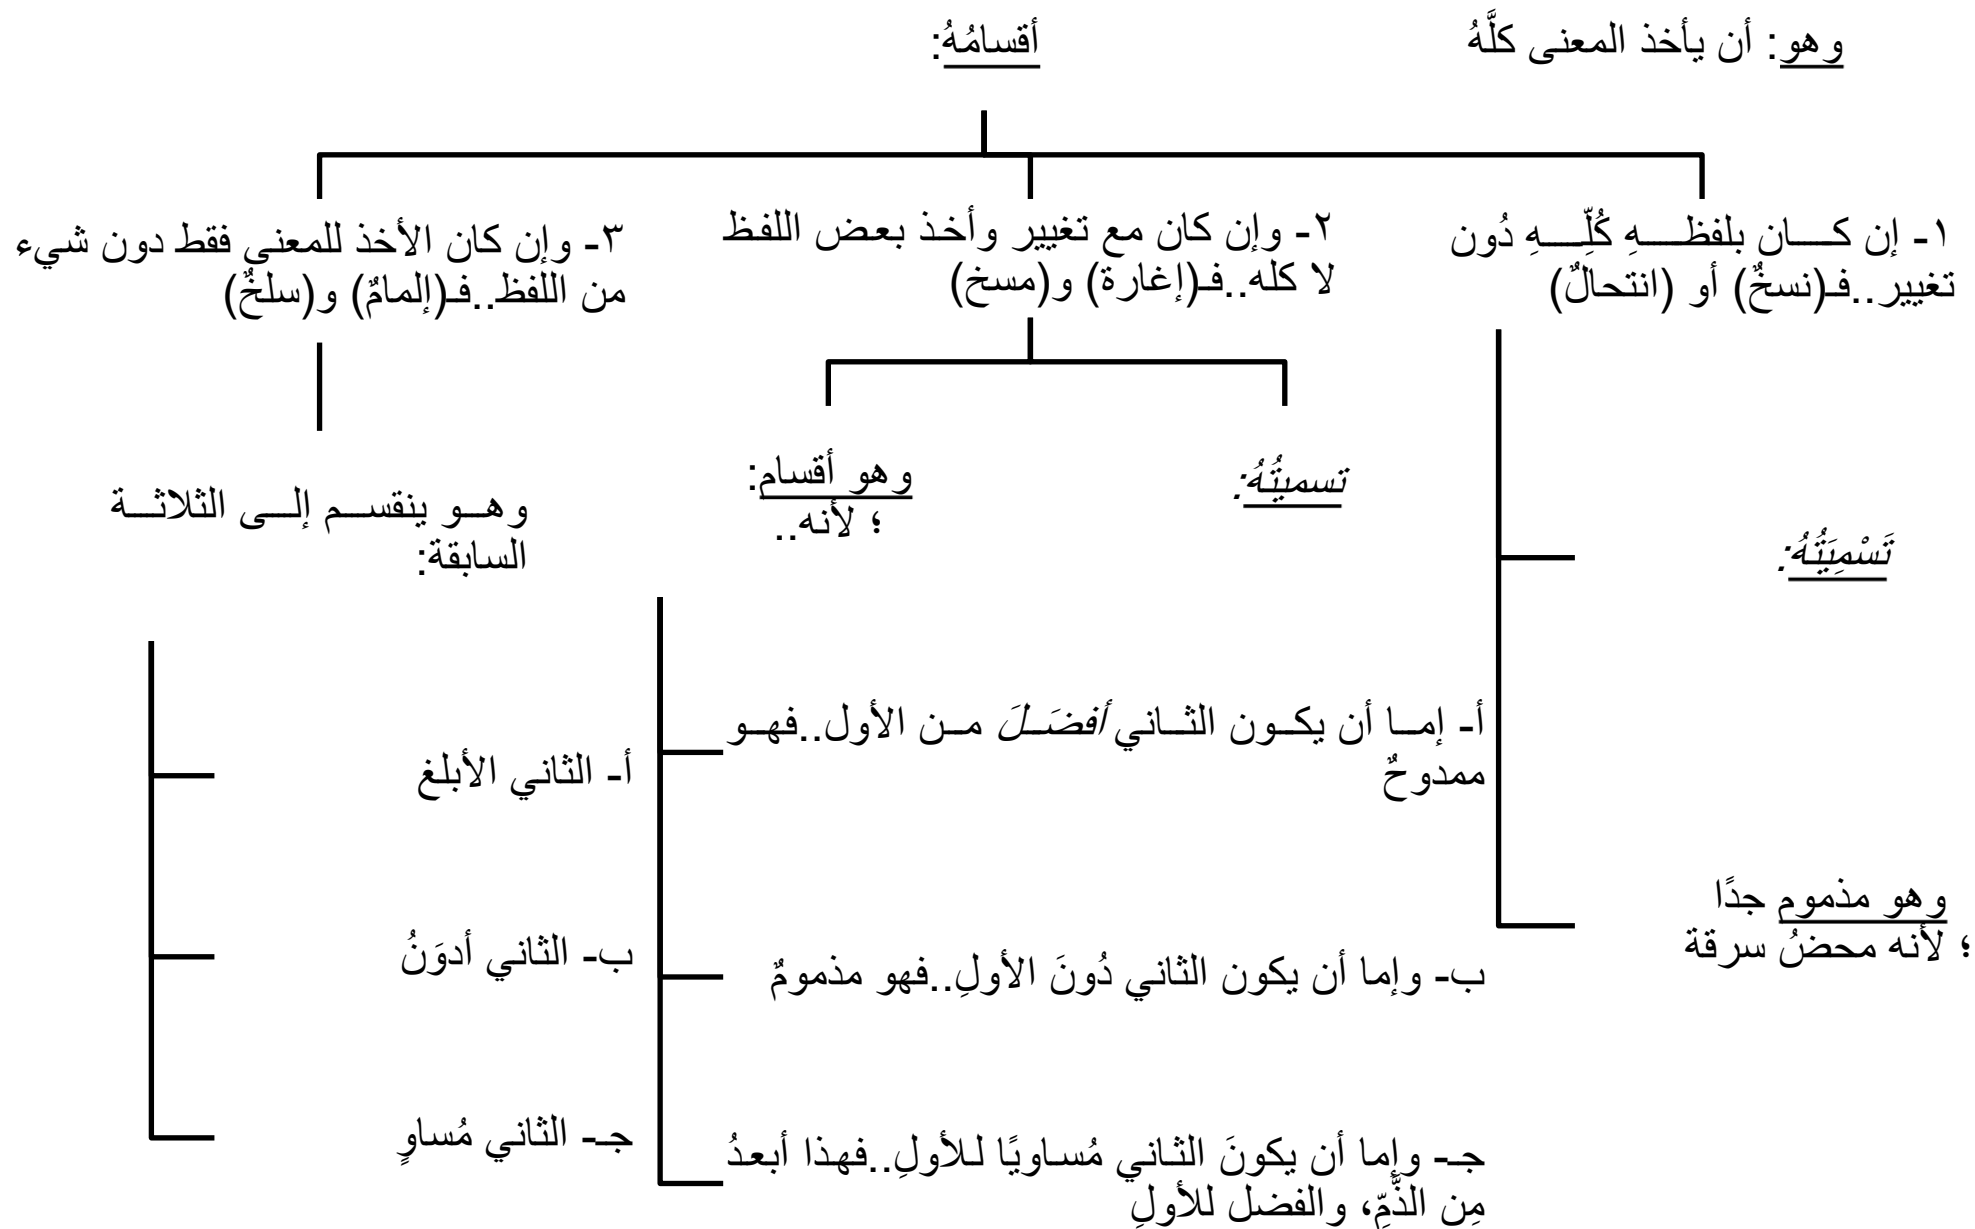 وهو: أن يأخذ المعنى كلَّهُ
أقسامُهُ:
١- إن كان بلفظهِ كُلِّهِ دُون
تغيير..فـ(نسخٌ) أو (انتحالٌ)
٢- وإن كان مع تغيير وأخذ بعض اللفظ
لا كله..فـ(إغارة) و(مسخ)
٣- وإن كان الأخذ للمعنى فقط دون شيء
من اللفظ..فـ(إلمامٌ) و(سلخٌ)
تَسْمِيَتُهُ:
وهو مذموم جدًا
؛ لأنه محضُ سرقة
تسميتُهُ:
وهو أقسام:
؛ لأنه..
أ- إما أن يكون الثاني أفضَلَ من الأول..فهو
ممدوحٌ
ب- وإما أن يكون الثاني دُونَ الأولِ..فهو مذمومٌ
جـ- وإما أن يكونَ الثاني مُساويًا للأولِ..فهذا أبعدُ
مِن الذَّمِّ، والفضل للأولِ
وهو ينقسم إلى الثلاثة
السابقة:
أ- الثاني الأبلغ
ب- الثاني أدوَنُ
جـ- الثاني مُساوٍ